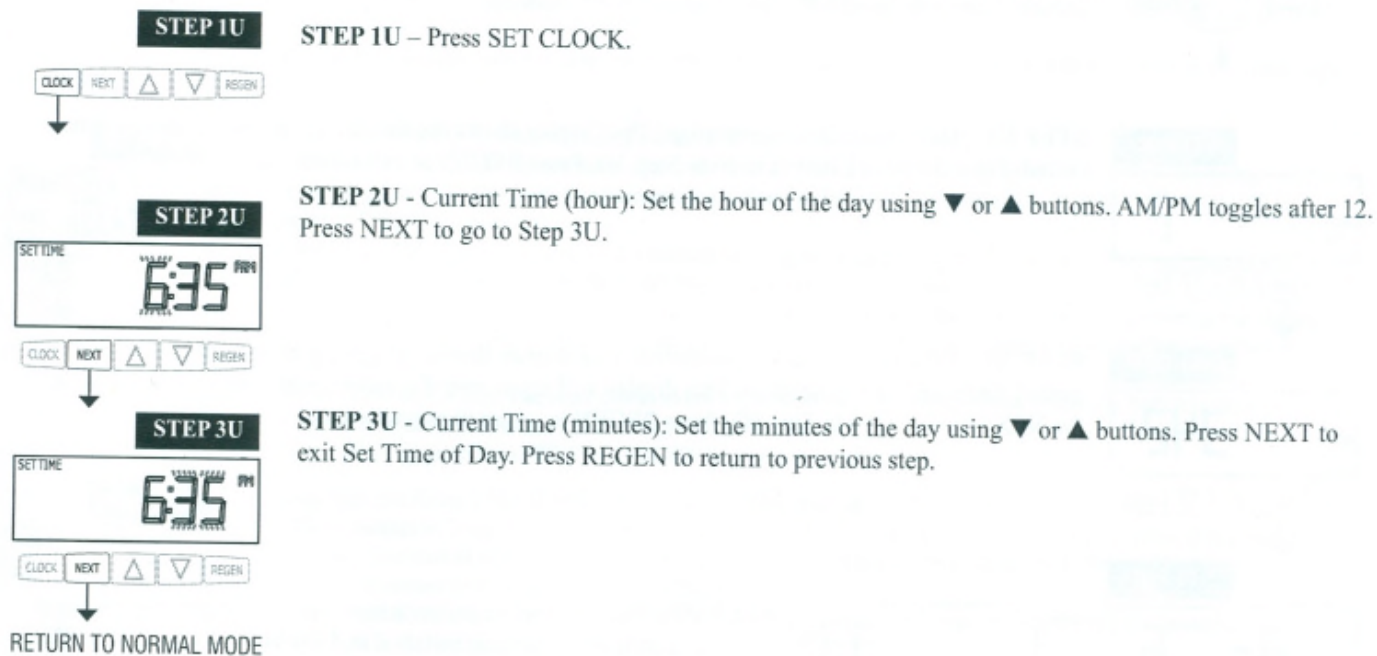 STEP 1U
STEP 1U – Press SET CLOCK.
CLOCK NEXT △ ▽ REGEN
STEP 2U
STEP 2U - Current Time (hour): Set the hour of the day using ▼ or ▲ buttons. AM/PM toggles after 12.
Press NEXT to go to Step 3U.
SET TIME
6:35 PM
CLOCK NEXT △ ▽ REGEN
STEP 3U
STEP 3U - Current Time (minutes): Set the minutes of the day using ▼ or ▲ buttons. Press NEXT to
exit Set Time of Day. Press REGEN to return to previous step.
SET TIME
6:35 PM
CLOCK NEXT △ ▽ REGEN
RETURN TO NORMAL MODE